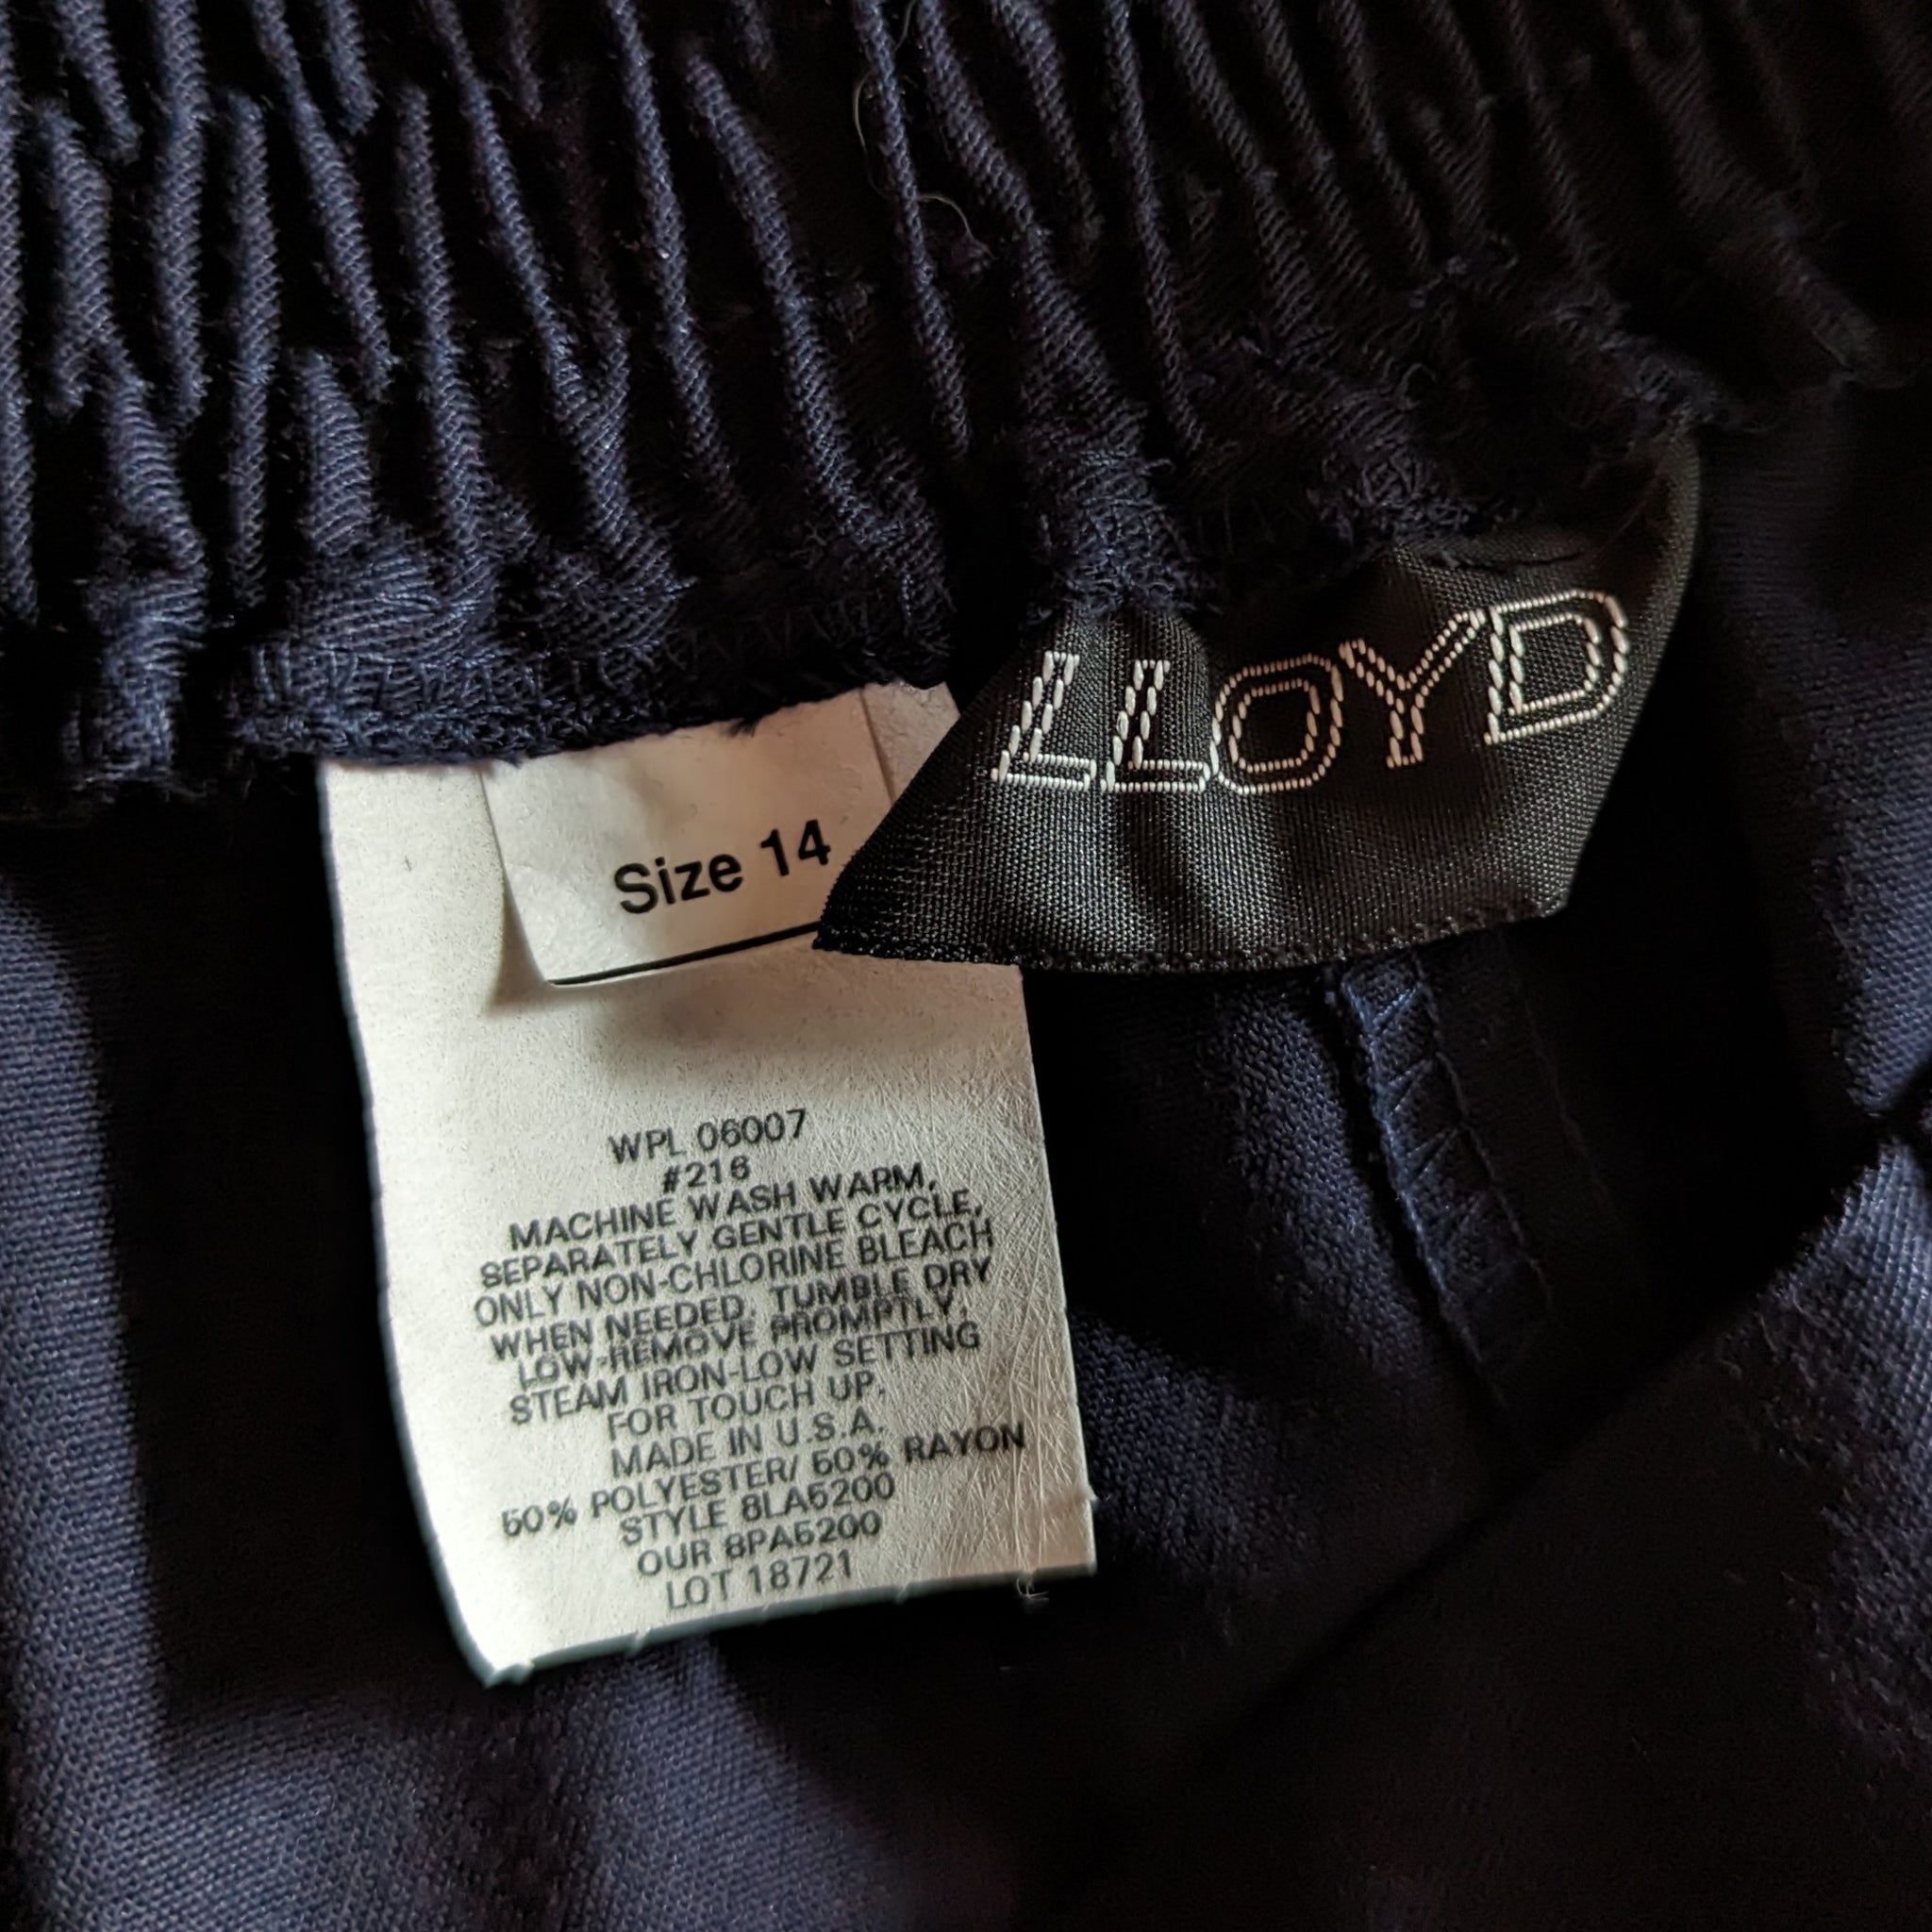 LLOYD
Size 14
WPL 06007
#216
MACHINE WASH WARM,
SEPARATELY GENTLE CYCLE,
ONLY NON-CHLORINE BLEACH
WHEN NEEDED. TUMBLE DRY
LOW-REMOVE PROMPTLY.
STEAM IRON-LOW SETTING
FOR TOUCH UP.
MADE IN U.S.A.
50% POLYESTER/ 50% RAYON
STYLE 8LA5200
OUR 8PA5200
LOT 18721